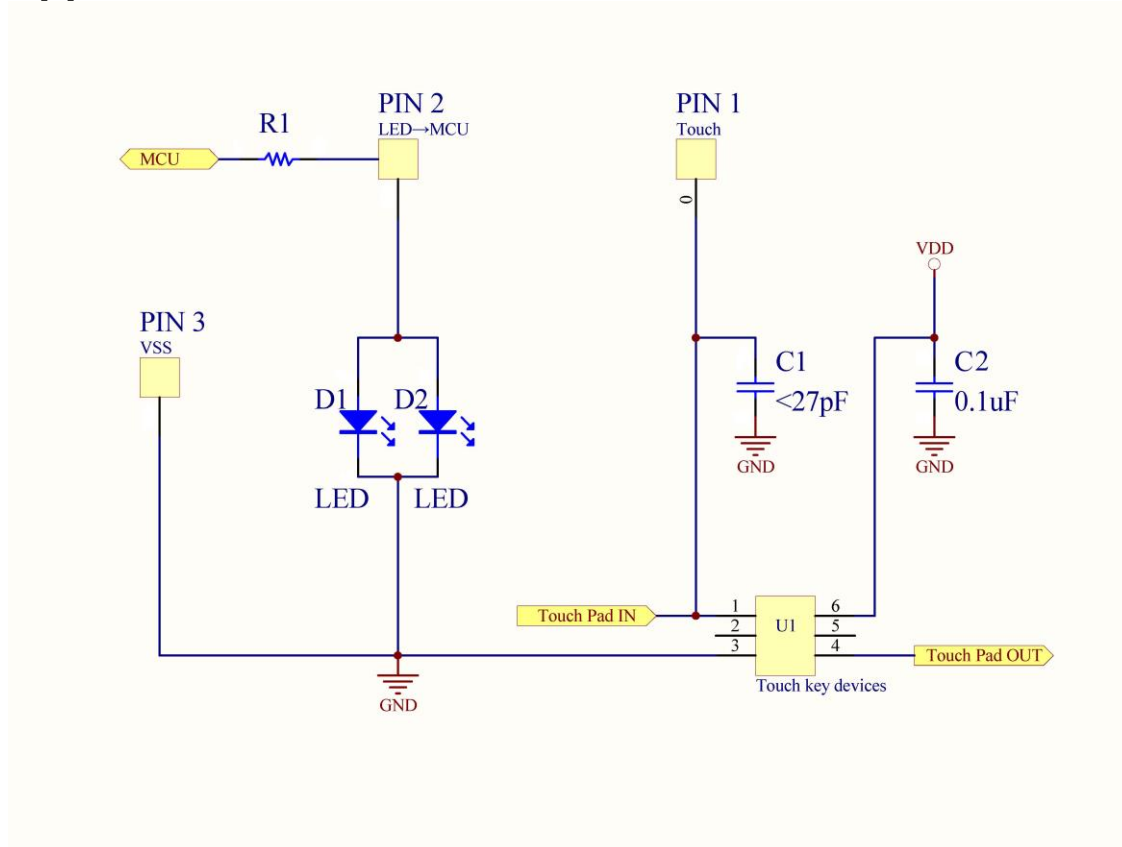 PIN 2
LED→MCU
R1
MCU
PIN 1
Touch
0
VDD
PIN 3
VSS
D1
D2
LED
LED
C1
<27pF
GND
C2
0.1uF
GND
Touch Pad IN
1
2
3
U1
6
5
4
Touch key devices
Touch Pad OUT
GND